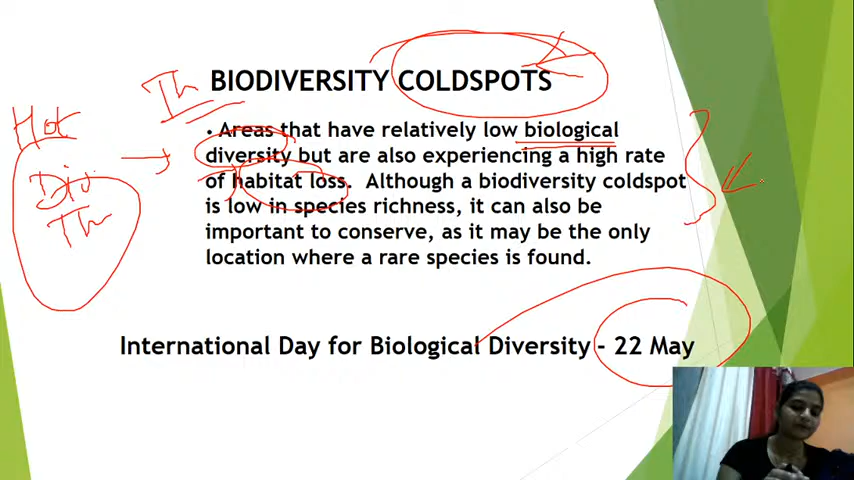 Th BIODIVERSITY COLDSPOTS
Hot
Div
Th
• Areas that have relatively low biological
diversity but are also experiencing a high rate
of habitat loss. Although a biodiversity coldspot
is low in species richness, it can also be
important to conserve, as it may be the only
location where a rare species is found.
International Day for Biological Diversity - 22 May